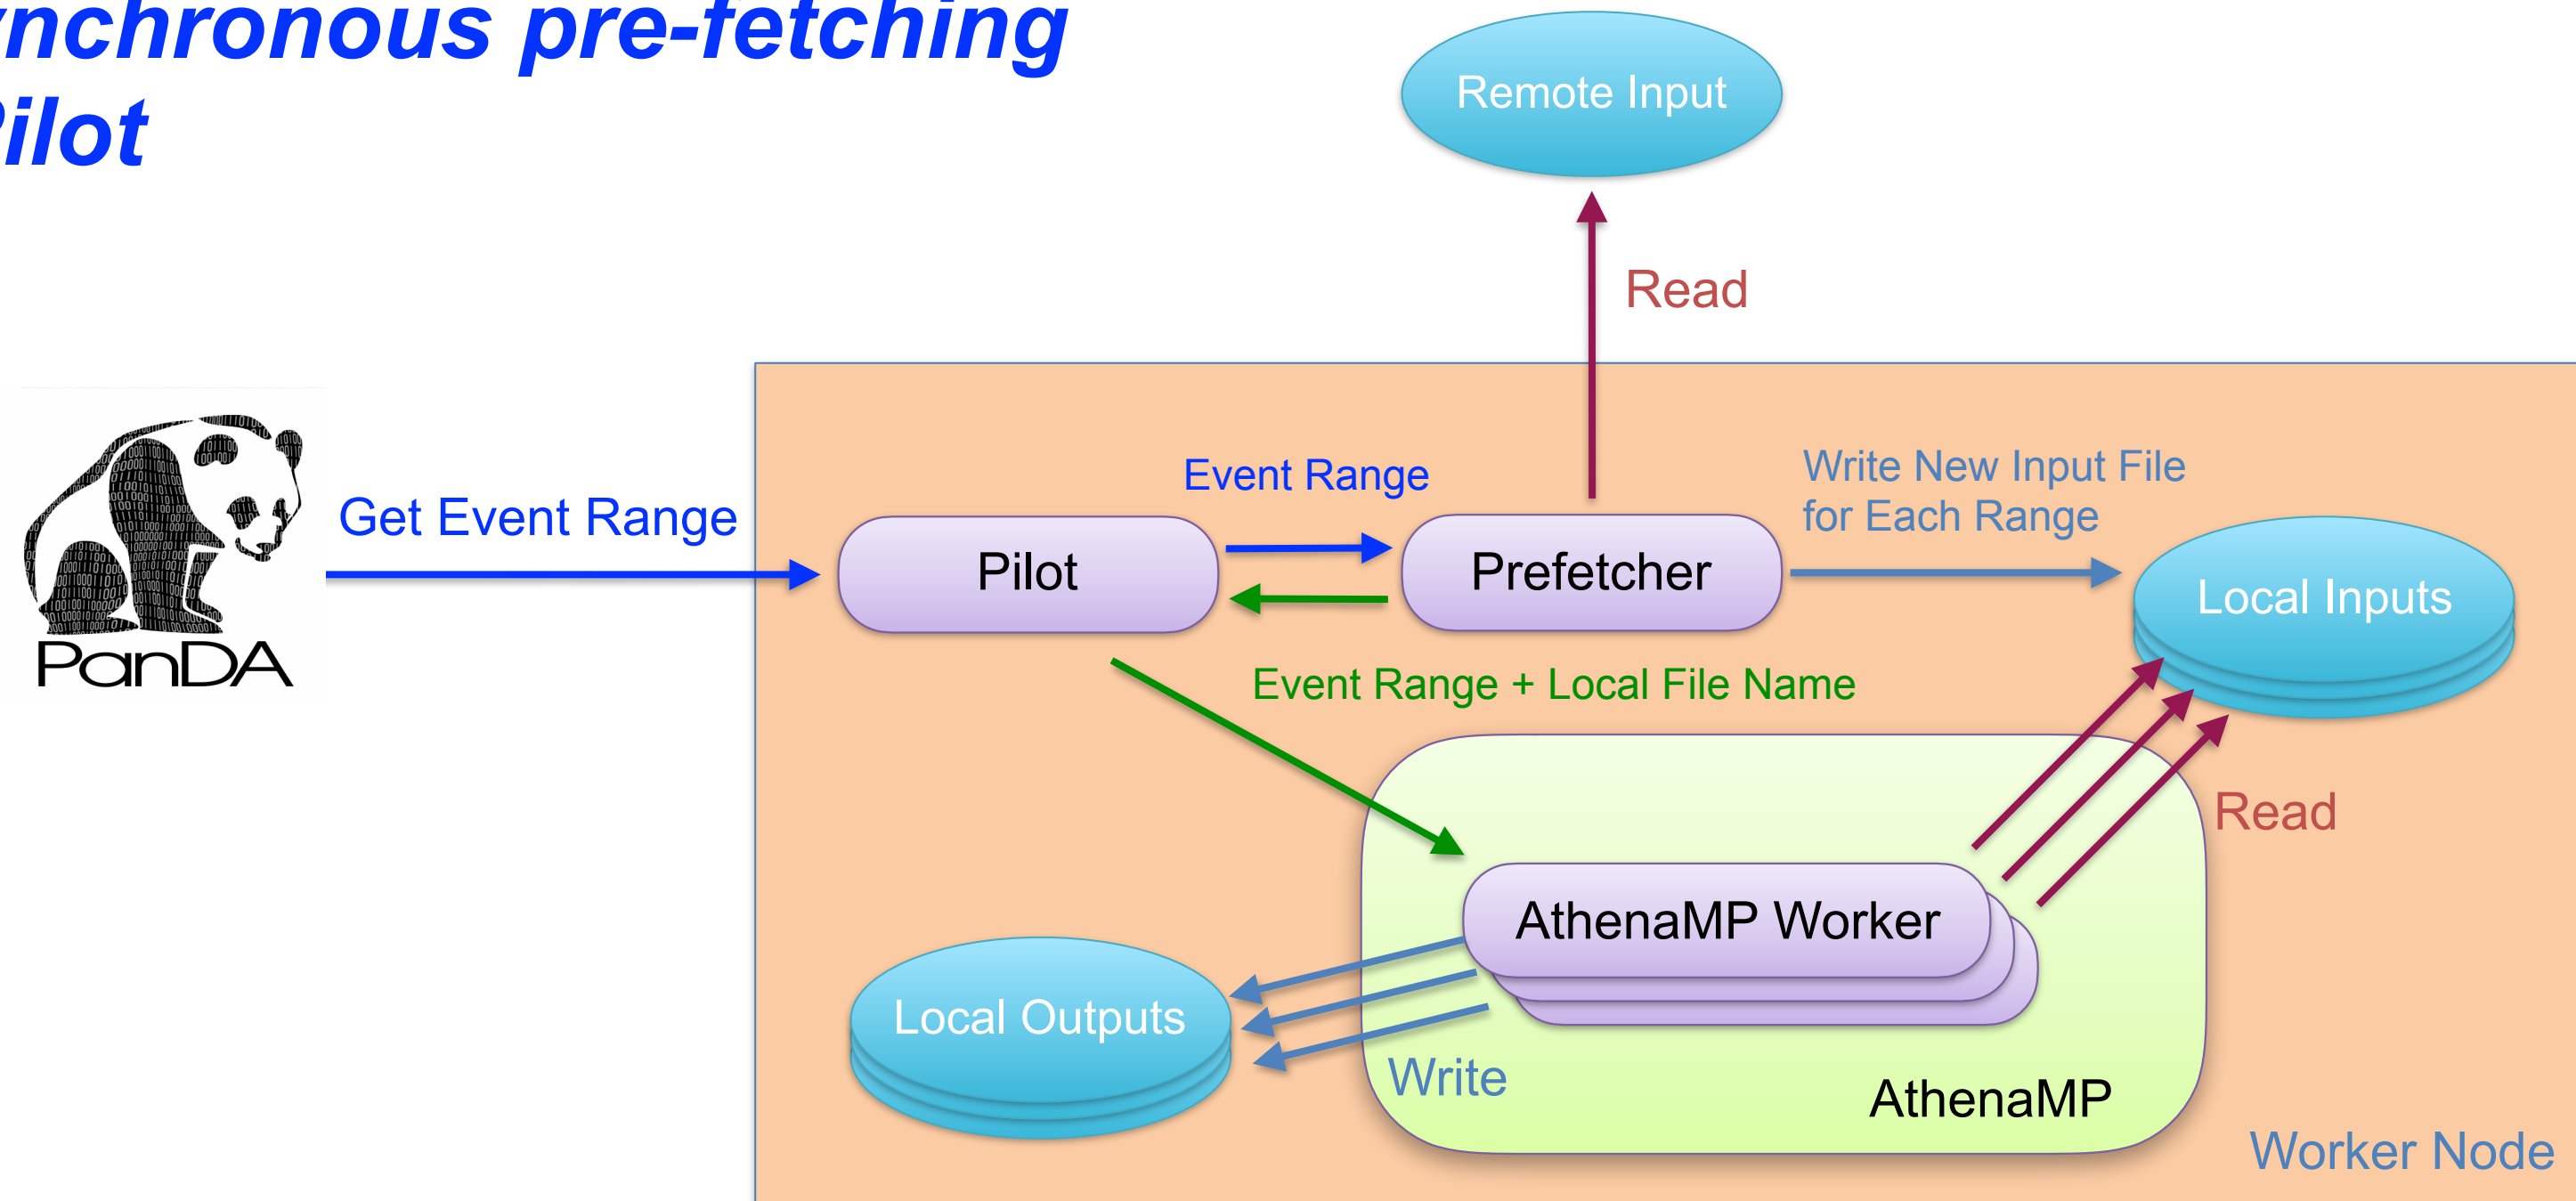 ynchronous pre-fetching
Pilot
Remote Input
Read
Event Range
Write New Input File
for Each Range
Get Event Range
Pilot
Prefetcher
Local Inputs
PanDA
Event Range + Local File Name
Read
AthenaMP Worker
Local Outputs
Write
AthenaMP
Worker Node